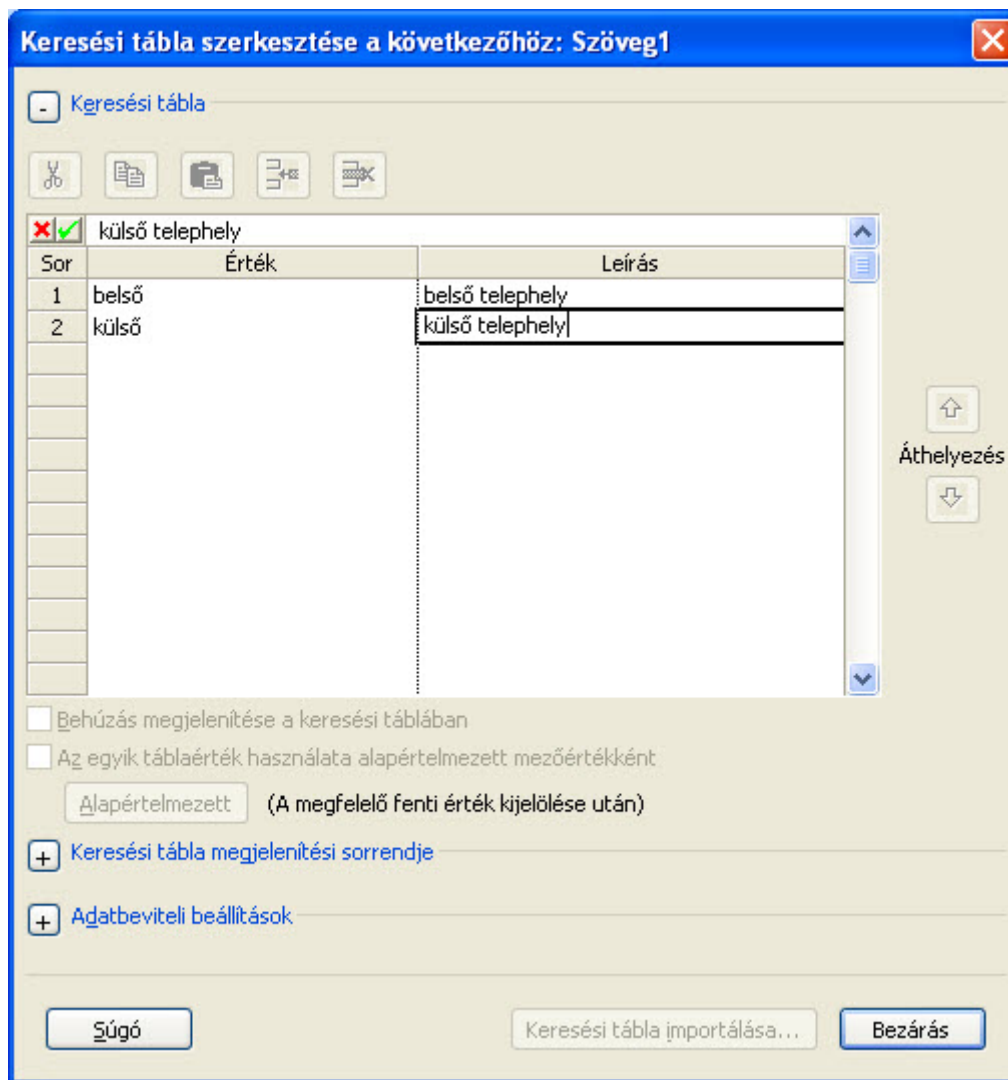 Keresési tábla szerkesztése a következőhöz: Szöveg1
Keresési tábla
külső telephely
Sor Érték Leírás
1 belső belső telephely
2 külső külső telephely
Áthelyezés
Behúzás megjelenítése a keresési táblában
Az egyik táblaérték használata alapértelmezett mezőértékként
Alapértelmezett (A megfelelő fenti érték kijelölése után)
Keresési tábla megjelenítési sorrendje
Adatbeviteli beállítások
Súgó Keresési tábla importálása... Bezárás